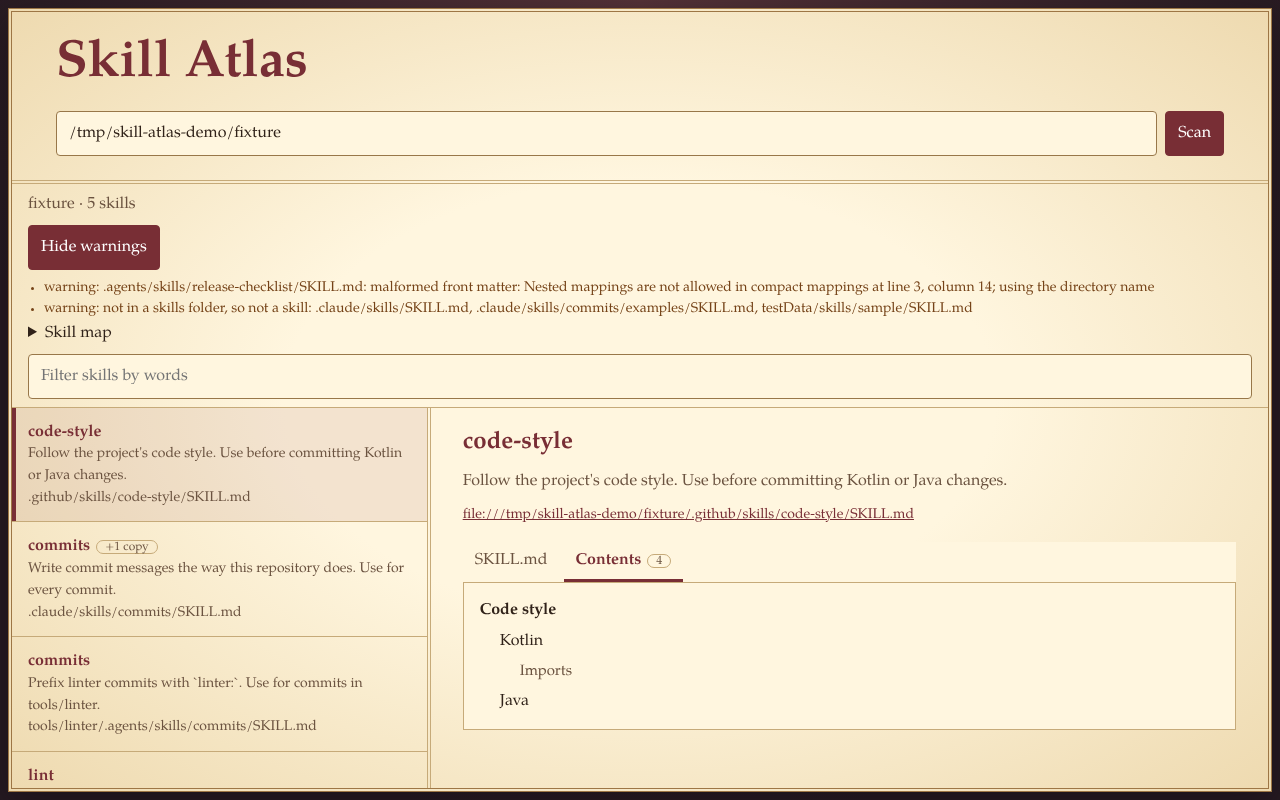 Skill Atlas
/tmp/skill-atlas-demo/fixture
Scan
fixture · 5 skills
Hide warnings
• warning: .agents/skills/release-checklist/SKILL.md: malformed front matter: Nested mappings are not allowed in compact mappings at line 3, column 14; using the directory name
• warning: not in a skills folder, so not a skill: .claude/skills/SKILL.md, .claude/skills/commits/examples/SKILL.md, testData/skills/sample/SKILL.md
▶ Skill map
Filter skills by words
code-style
Follow the project's code style. Use before committing Kotlin
or Java changes.
.github/skills/code-style/SKILL.md
commits +1 copy
Write commit messages the way this repository does. Use for
every commit.
.claude/skills/commits/SKILL.md
commits
Prefix linter commits with `linter:`. Use for commits in
tools/linter.
tools/linter/.agents/skills/commits/SKILL.md
lint
code-style
Follow the project's code style. Use before committing Kotlin or Java changes.
file:///tmp/skill-atlas-demo/fixture/.github/skills/code-style/SKILL.md
SKILL.md Contents 4
Code style
Kotlin
Imports
Java